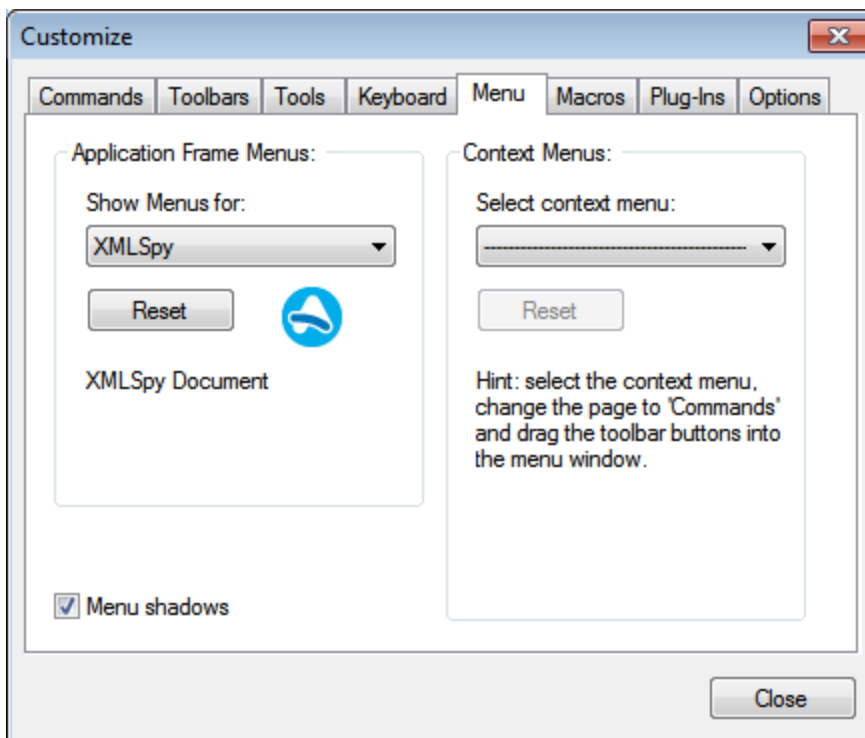 Customize
Commands Toolbars Tools Keyboard Menu Macros Plug-Ins Options
Application Frame Menus:
Show Menus for:
XMLSpy
Reset
XMLSpy Document
Context Menus:
Select context menu:
Reset
Hint: select the context menu,
change the page to 'Commands'
and drag the toolbar buttons into
the menu window.
Menu shadows
Close